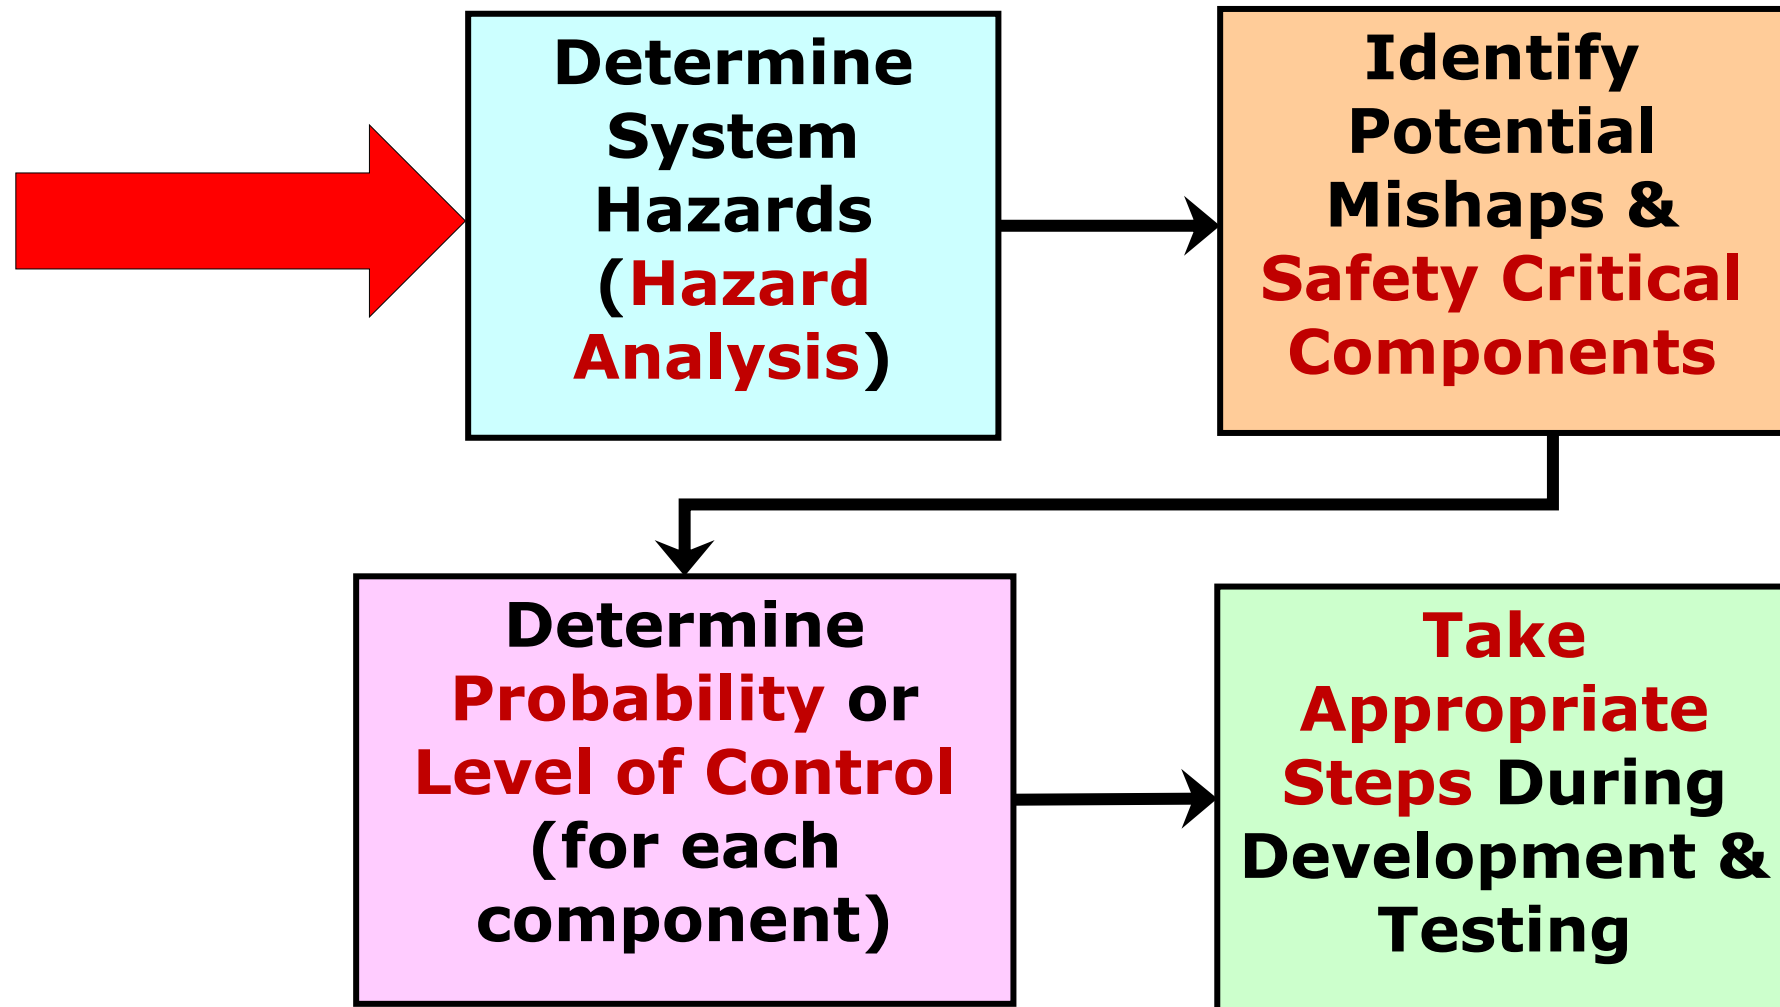 Determine
System
Hazards
(Hazard
Analysis)
Identify
Potential
Mishaps &
Safety Critical
Components
Determine
Probability or
Level of Control
(for each
component)
Take
Appropriate
Steps During
Development &
Testing